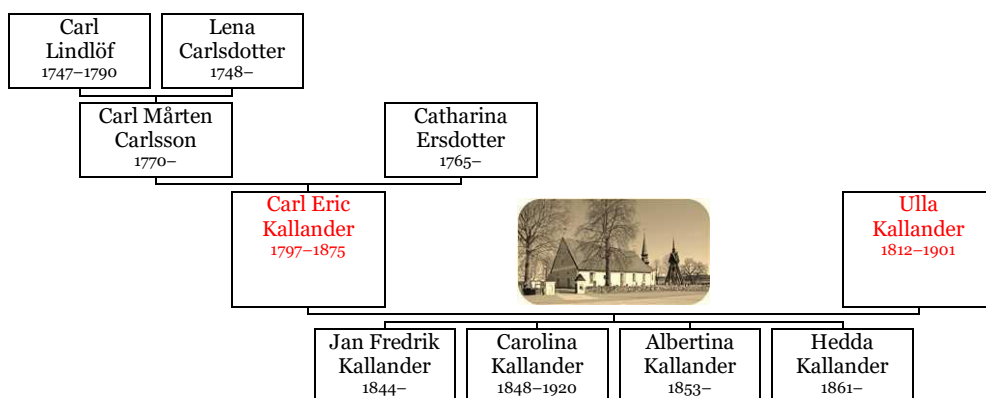 Carl
Lindlöf
1747–1790
Lena
Carlsdotter
1748–
Carl Mårten
Carlsson
1770–
Catharina
Ersdotter
1765–
Carl Eric
Kallander
1797–1875
Ulla
Kallander
1812–1901
Jan Fredrik
Kallander
1844–
Carolina
Kallander
1848–1920
Albertina
Kallander
1853–
Hedda
Kallander
1861–